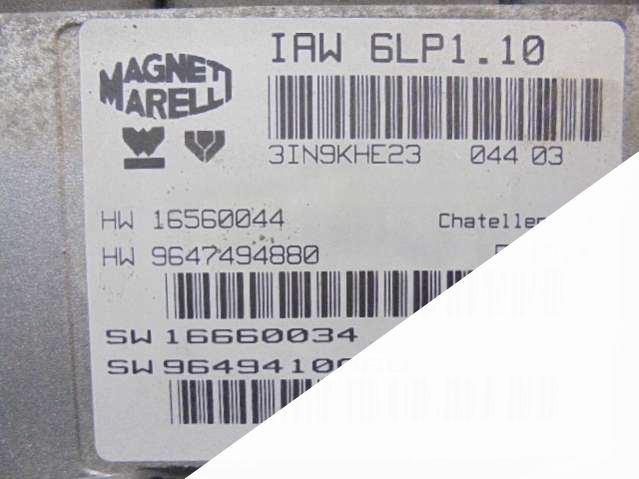 MAGNETI
MARELLI
IAW 6LP1.10
3IN9KHE23 044 03
HW 16560044
HW 9647494880
SW 16660034